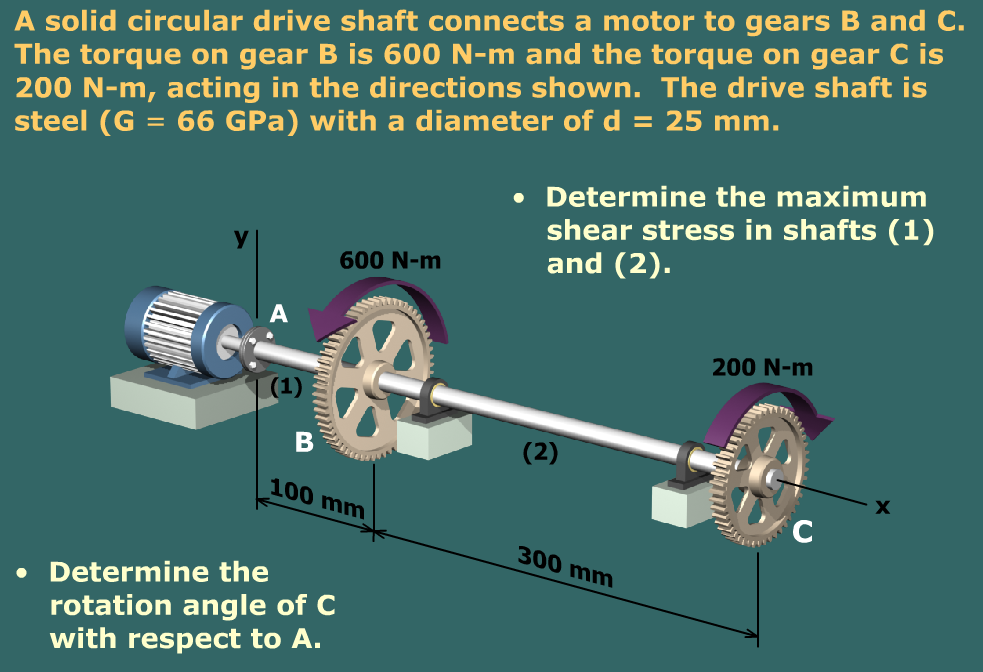 A solid circular drive shaft connects a motor to gears B and C.
The torque on gear B is 600 N-m and the torque on gear C is
200 N-m, acting in the directions shown.  The drive shaft is
steel (G = 66 GPa) with a diameter of d = 25 mm.
• Determine the maximum
shear stress in shafts (1)
and (2).
y
600 N-m
A
(1)
B
200 N-m
(2)
100 mm
x
C
300 mm
• Determine the
rotation angle of C
with respect to A.